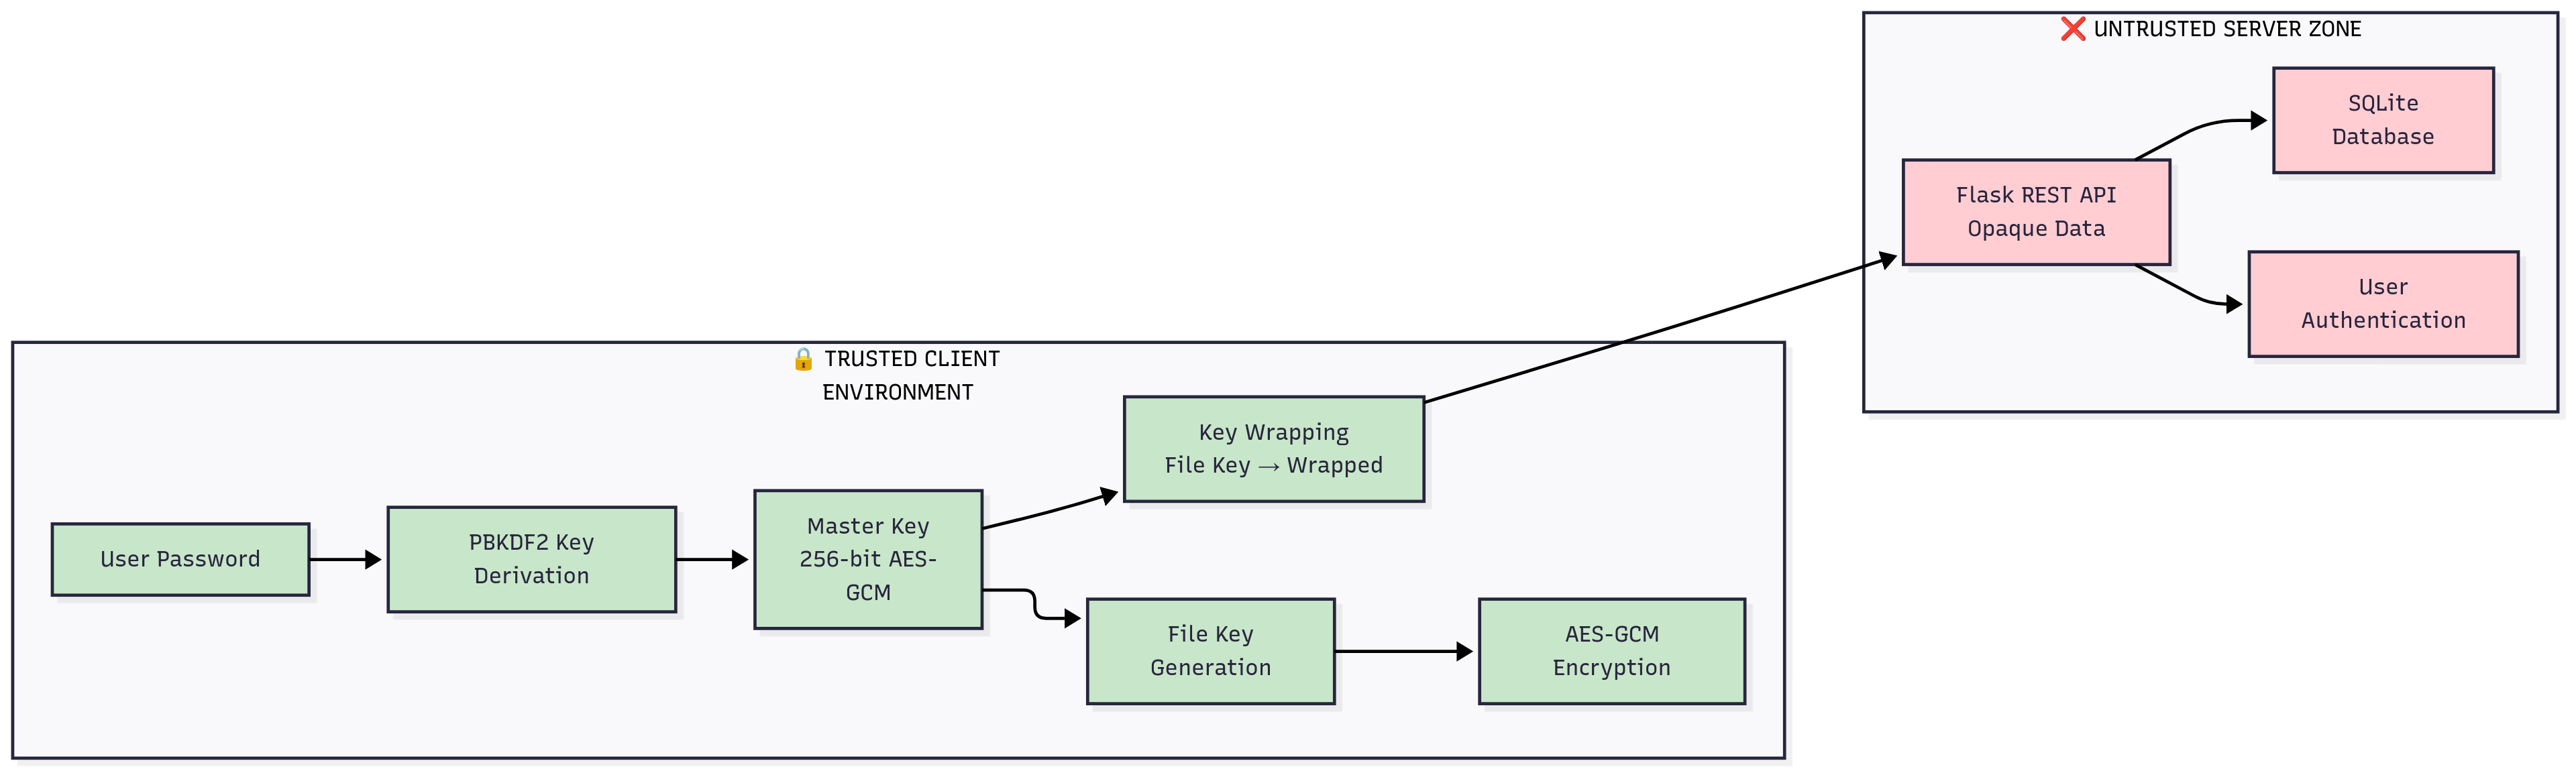 ❌ UNTRUSTED SERVER ZONE
SQLite
Database
Flask REST API
Opaque Data
User
Authentication
🔒 TRUSTED CLIENT
ENVIRONMENT
Key Wrapping
File Key → Wrapped
User Password
PBKDF2 Key
Derivation
Master Key
256-bit AES-
GCM
File Key
Generation
AES-GCM
Encryption